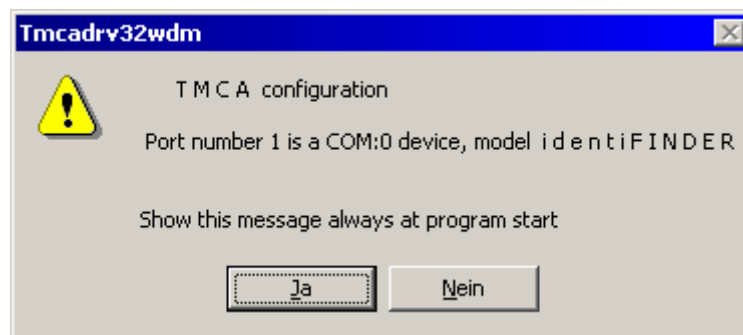 Tmcadrv32wdm
T M C A configuration
Port number 1 is a COM:0 device, model i d e n t i F I N D E R
Show this message always at program start
Ja
Nein